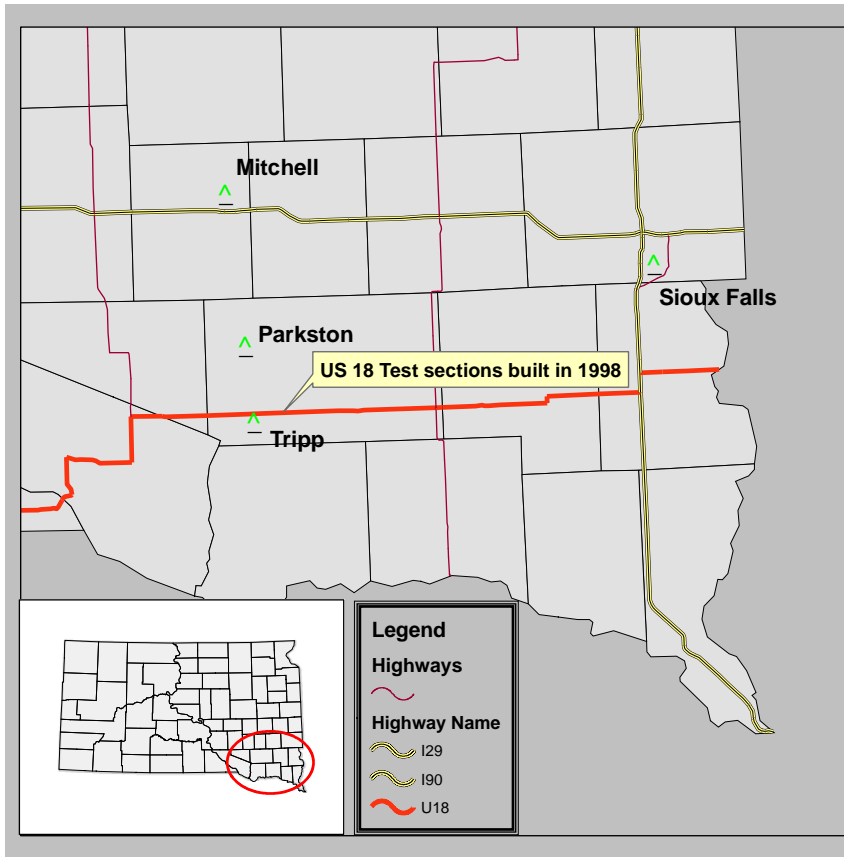 Mitchell
Sioux Falls
Parkston
US 18 Test sections built in 1998
Tripp
Legend
Highways
Highway Name
I29
I90
U18